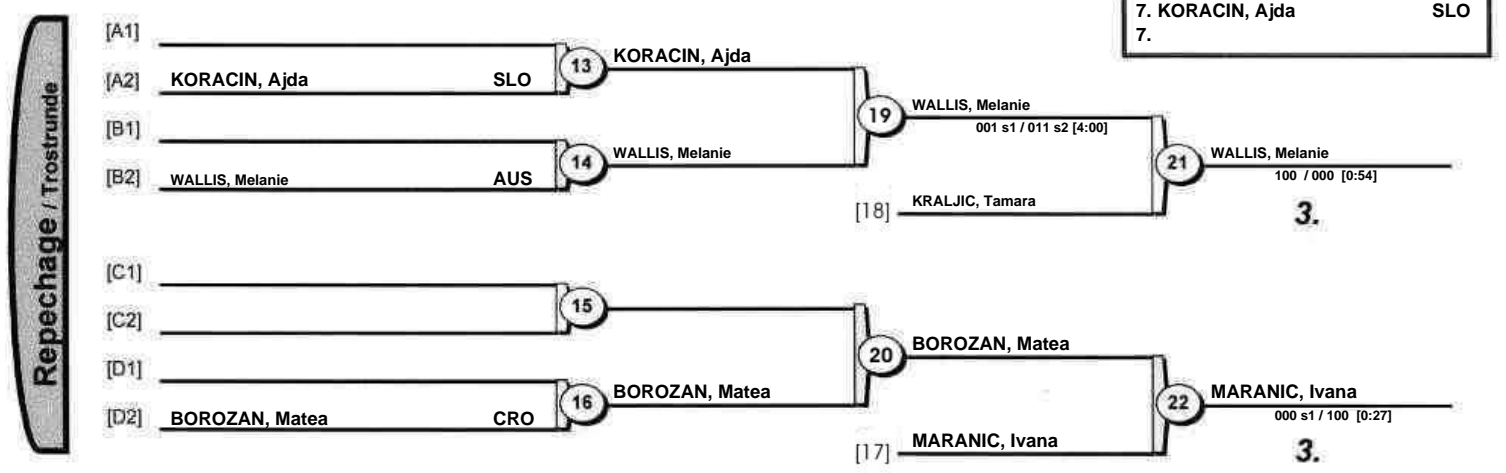 7. KORACIN, Ajda SLO
7.
Repechage / Trostrunde
[A1]
[A2] KORACIN, Ajda SLO
13 KORACIN, Ajda
[B1]
[B2] WALLIS, Melanie AUS
14 WALLIS, Melanie
19 WALLIS, Melanie
001 s1 / 011 s2 [4:00]
[18] KRALJIC, Tamara
21 WALLIS, Melanie
100 / 000 [0:54]
3.
[C1]
[C2]
15
[D1]
[D2] BOROZAN, Matea CRO
16 BOROZAN, Matea
20 BOROZAN, Matea
[17] MARANIC, Ivana
22 MARANIC, Ivana
000 s1 / 100 [0:27]
3.